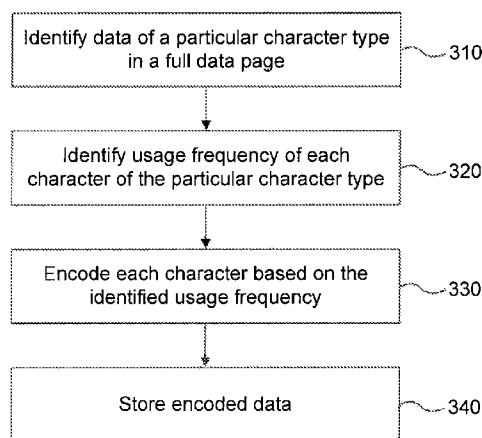 Identify data of a particular character type
in a full data page
310
Identify usage frequency of each
character of the particular character type
320
Encode each character based on the
identified usage frequency
330
Store encoded data
340